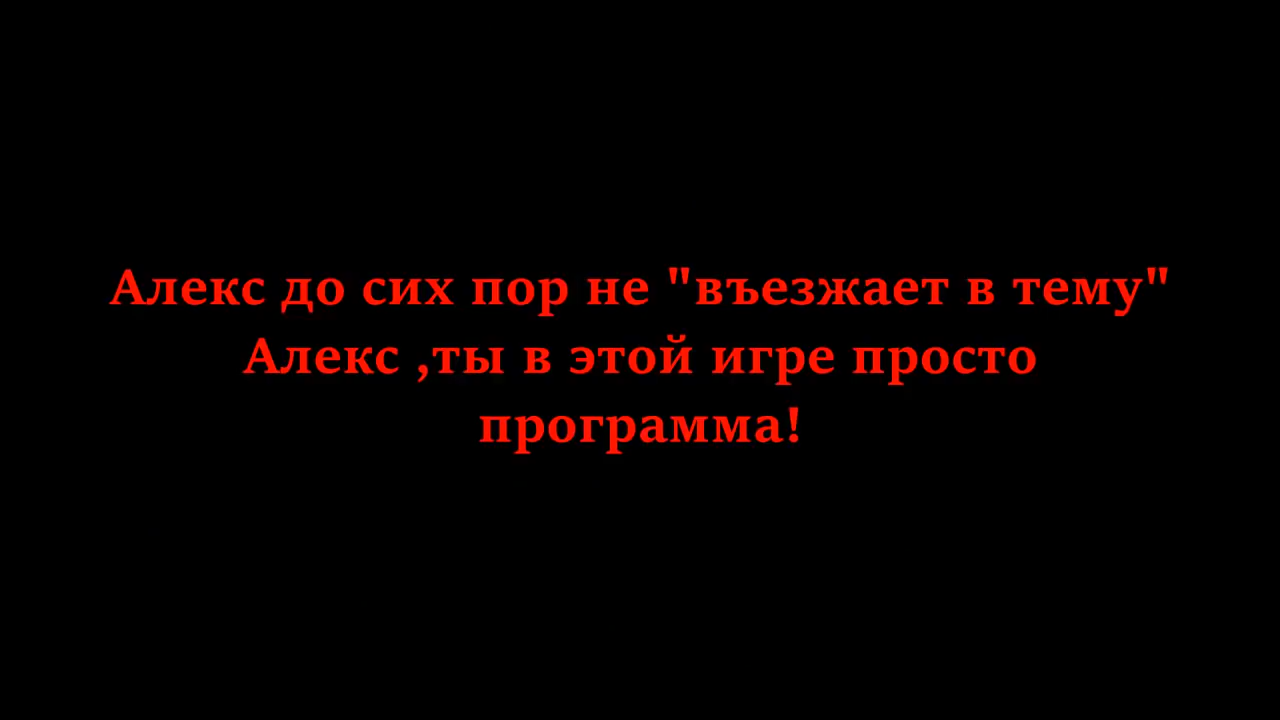 Алекс до сих пор не "въезжает в тему"
Алекс ,ты в этой игре просто
программа!